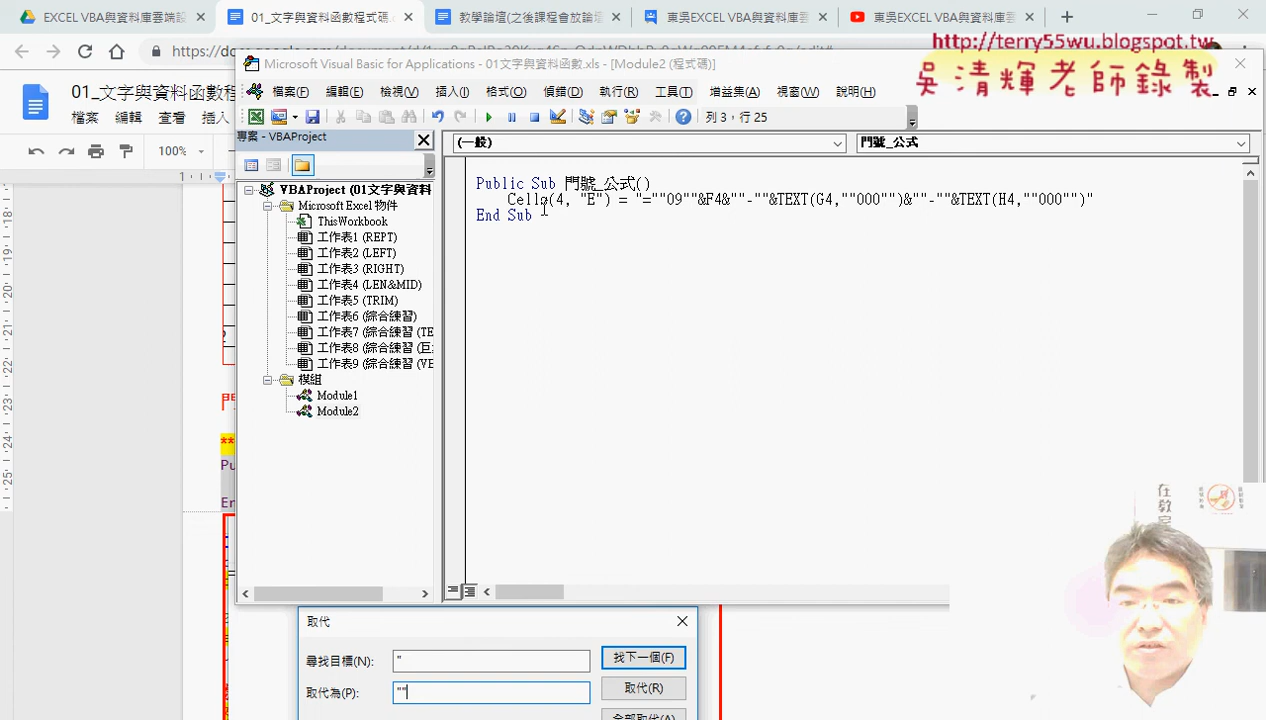 EXCEL VBA與資料庫雲端設
01_文字與資料函數程式碼.
教學論壇(之後課程會放論壇
東吳EXCEL VBA與資料庫雲
東吳EXCEL VBA與資料庫雲
http://terry55wu.blogspot.tw
吳清輝老師錄製
01_文字與資料函數程
檔案 編輯 查看 插入
100%
Microsoft Visual Basic for Applications - 01文字與資料函數.xls - [Module2 (程式碼)]
檔案(F) 編輯(E) 檢視(V) 插入(I) 格式(O) 偵錯(D) 執行(R) 工具(T) 增益集(A) 視窗(W) 說明(H)
列 3，行 25
專案 - VBAProject
(一般)
門號_公式
VBAProject (01文字與資料
Microsoft Excel 物件
ThisWorkbook
工作表1 (REPT)
工作表2 (LEFT)
工作表3 (RIGHT)
工作表4 (LEN&MID)
工作表5 (TRIM)
工作表6 (綜合練習)
工作表7 (綜合練習 (TE
工作表8 (綜合練習 (巨
工作表9 (綜合練習 (VE
模組
Module1
Module2
Public Sub 門號_公式()
Cells(4, "E") = "=""09""&F4&""-""&TEXT(G4,""000"")&""-""&TEXT(H4,""000"")"
End Sub
取代
尋找目標(N): "
找下一個(F)
取代為(P): ""
取代(R)
全部取代(A)
在教室